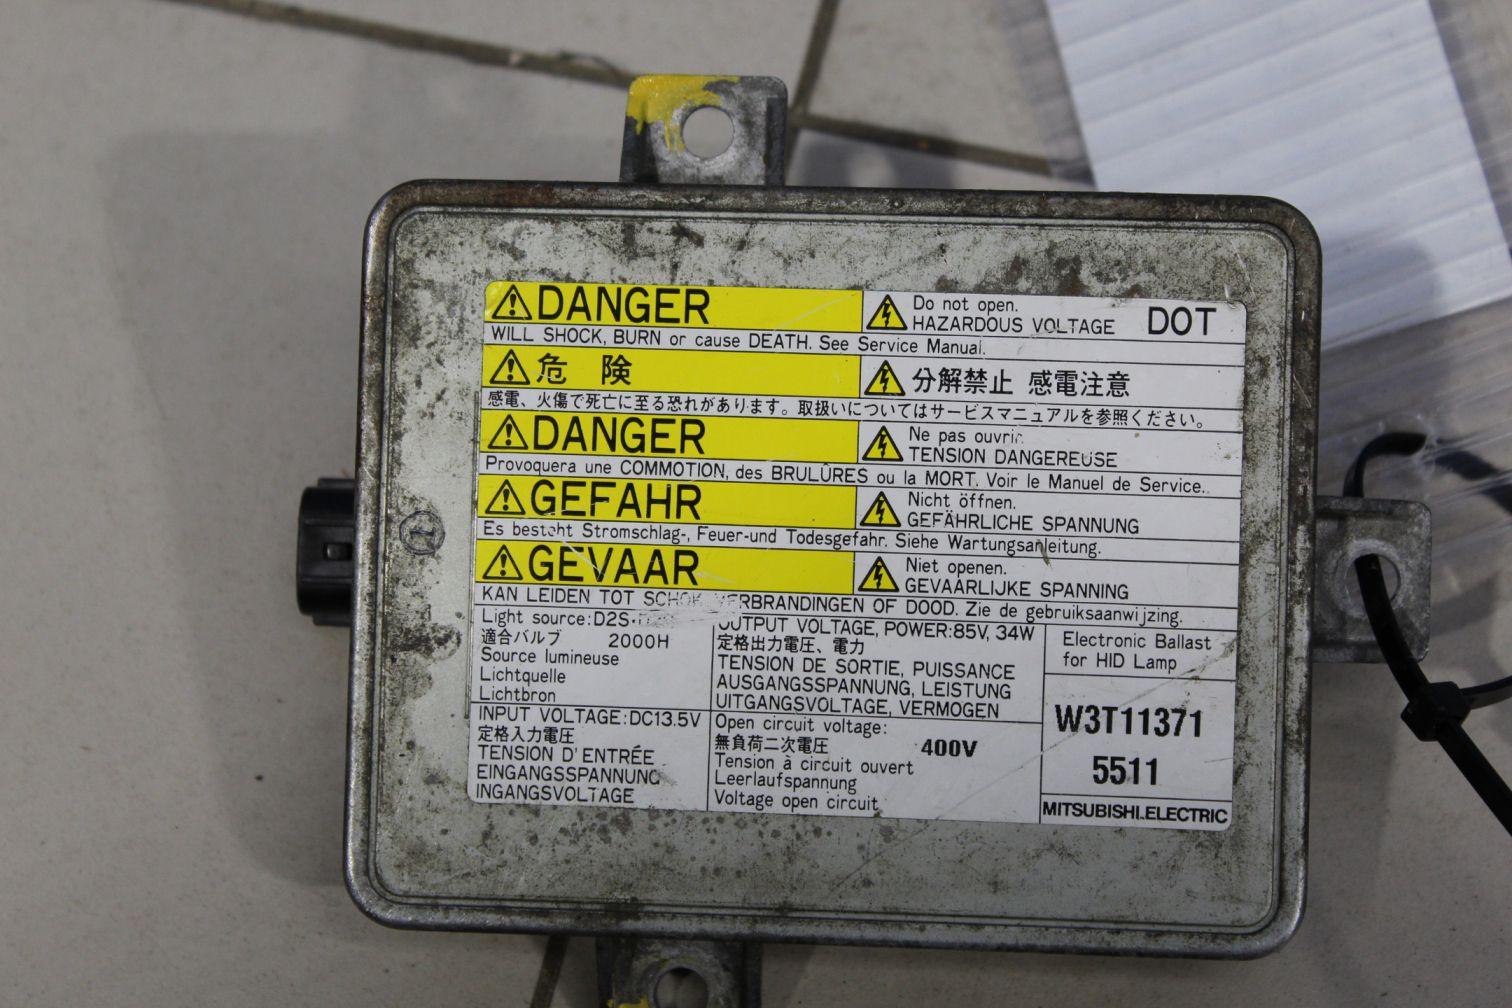 DANGER
Do not open.
HAZARDOUS VOLTAGE
DOT
WILL SHOCK, BURN or cause DEATH. See Service Manual.
危 険
分解禁止 感電注意
感電、火傷で死亡に至る恐れがあります。取扱いについてはサービスマニュアルを参照ください。
DANGER
Ne pas ouvrir.
TENSION DANGEREUSE
Provoquera une COMMOTION, des BRULÛRES ou la MORT. Voir le Manuel de Service.
GEFAHR
Nicht öffnen.
GEFÄHRLICHE SPANNUNG
Es besteht Stromschlag-, Feuer-und Todesgefahr. Siehe Wartungsanleitung.
GEVAAR
Niet openen.
GEVAARLIJKE SPANNING
KAN LEIDEN TOT SCHOK VERBRANDINGEN OF DOOD. Zie de gebruiksaanwijzing.
Light source:D2S
適合バルブ 2000H
Source lumineuse
Lichtquelle
Lichtbron
OUTPUT VOLTAGE, POWER:85V, 34W
定格出力電圧、電力
TENSION DE SORTIE, PUISSANCE
AUSGANGSSPANNUNG, LEISTUNG
UITGANGSVOLTAGE, VERMOGEN
Electronic Ballast
for HID Lamp
INPUT VOLTAGE:DC13.5V
定格入力電圧
TENSION D'ENTRÉE
EINGANGSSPANNUNG
INGANGSVOLTAGE
Open circuit voltage:
無負荷二次電圧 400V
Tension à circuit ouvert
Leerlaufspannung
Voltage open circuit
W3T11371
5511
MITSUBISHI ELECTRIC